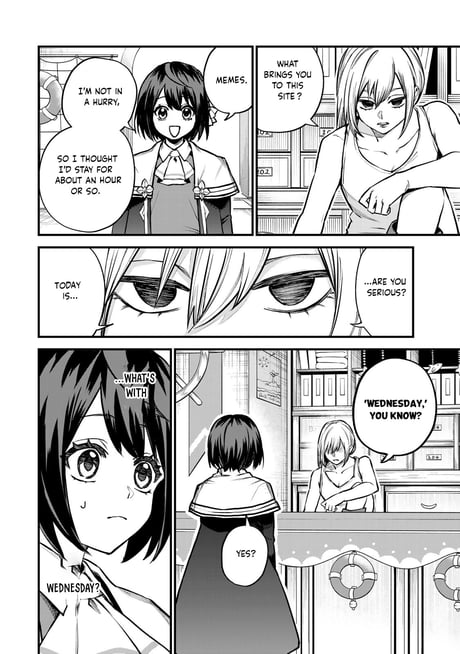 WHAT
BRINGS YOU
TO THIS
SITE?
MEMES.
I'M NOT IN
A HURRY,
SO I THOUGHT
I'D STAY FOR
ABOUT AN HOUR
OR SO.
...ARE YOU
SERIOUS?
TODAY
IS...
'WEDNESDAY,'
YOU KNOW?
YES?
...WHAT'S
WITH
WEDNESDAY?